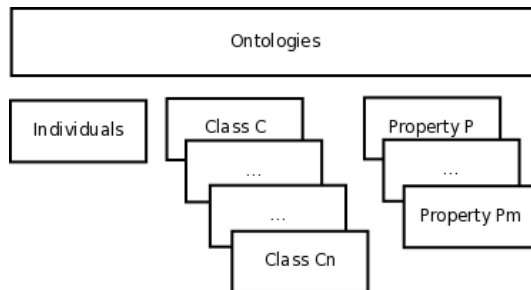 Ontologies
Individuals
Class C
...
...
Class Cn
Property P
...
Property Pm